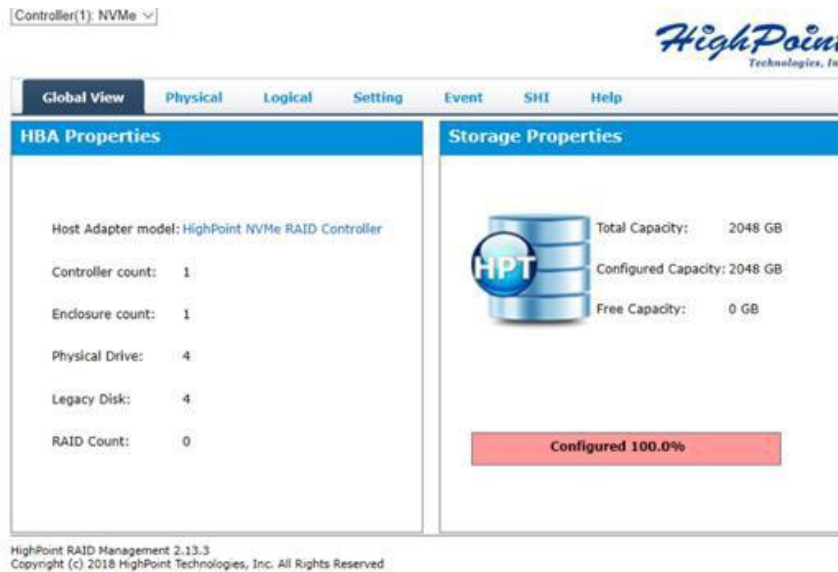 Controller(1): NVMe
HighPoint
Technologies, In
Global View Physical Logical Setting Event SHI Help
HBA Properties
Host Adapter model: HighPoint NVMe RAID Controller
Controller count: 1
Enclosure count: 1
Physical Drive: 4
Legacy Disk: 4
RAID Count: 0
Storage Properties
HPT
Total Capacity: 2048 GB
Configured Capacity: 2048 GB
Free Capacity: 0 GB
Configured 100.0%
HighPoint RAID Management 2.13.3
Copyright (c) 2018 HighPoint Technologies, Inc. All Rights Reserved